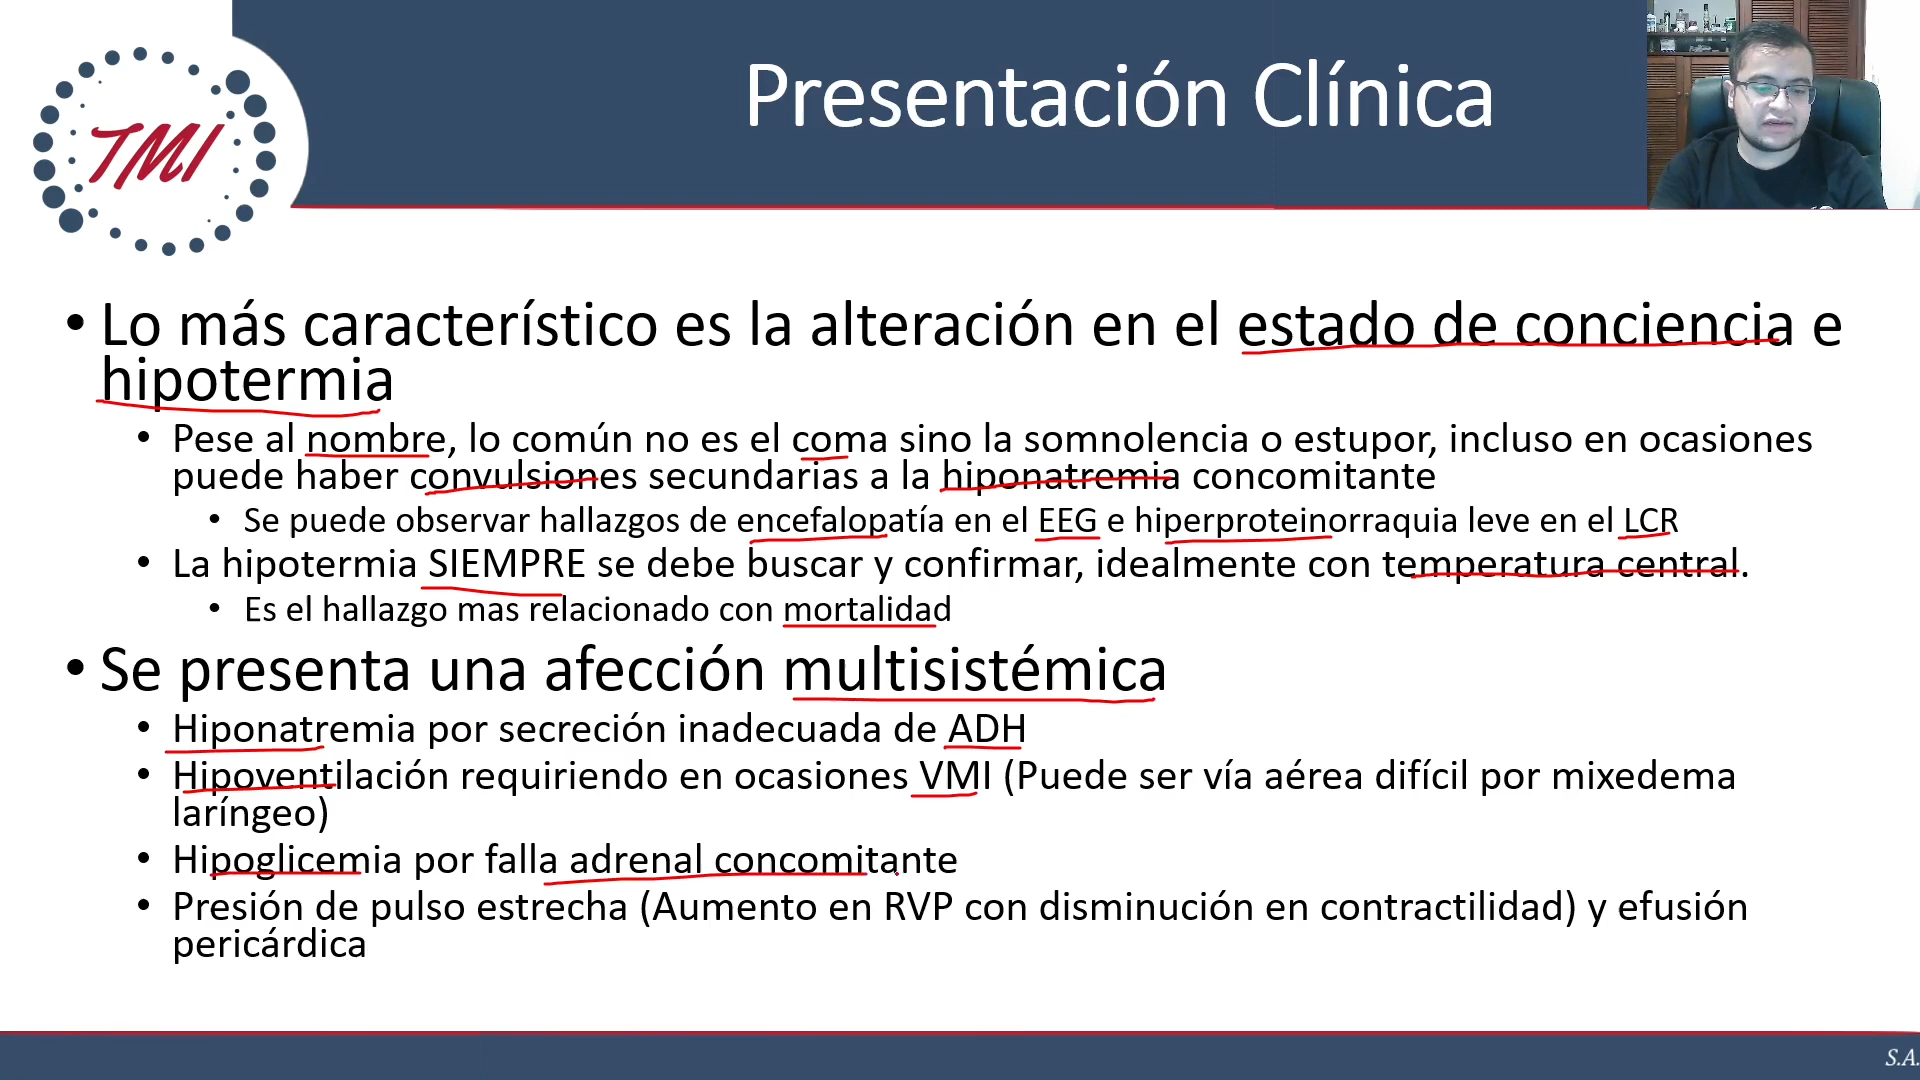 TMI
Presentación Clínica
• Lo más característico es la alteración en el estado de conciencia e
hipotermia
• Pese al nombre, lo común no es el coma sino la somnolencia o estupor, incluso en ocasiones
puede haber convulsiones secundarias a la hiponatremia concomitante
• Se puede observar hallazgos de encefalopatía en el EEG e hiperproteinorraquia leve en el LCR
• La hipotermia SIEMPRE se debe buscar y confirmar, idealmente con temperatura central.
• Es el hallazgo mas relacionado con mortalidad
• Se presenta una afección multisistémica
• Hiponatremia por secreción inadecuada de ADH
• Hipoventilación requiriendo en ocasiones VMI (Puede ser vía aérea difícil por mixedema
laríngeo)
• Hipoglicemia por falla adrenal concomitante
• Presión de pulso estrecha (Aumento en RVP con disminución en contractilidad) y efusión
pericárdica
S.A.